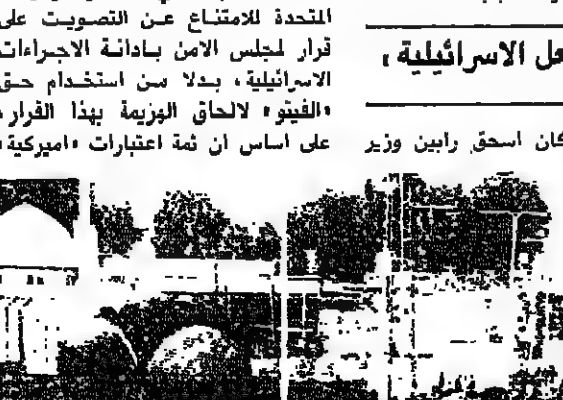 عل الاسرائيلية ،
كان اسحق رابين وزير
المتحدة للامتناع عن التصويت على
قرار لمجلس الامن بادانة الاجراءات
الاسرائيلية، بدلا من استخدام حق
«الفيتو» لالحاق الهزيمة بهذا القرار،
على اساس ان ثمة اعتبارات «اميركية»